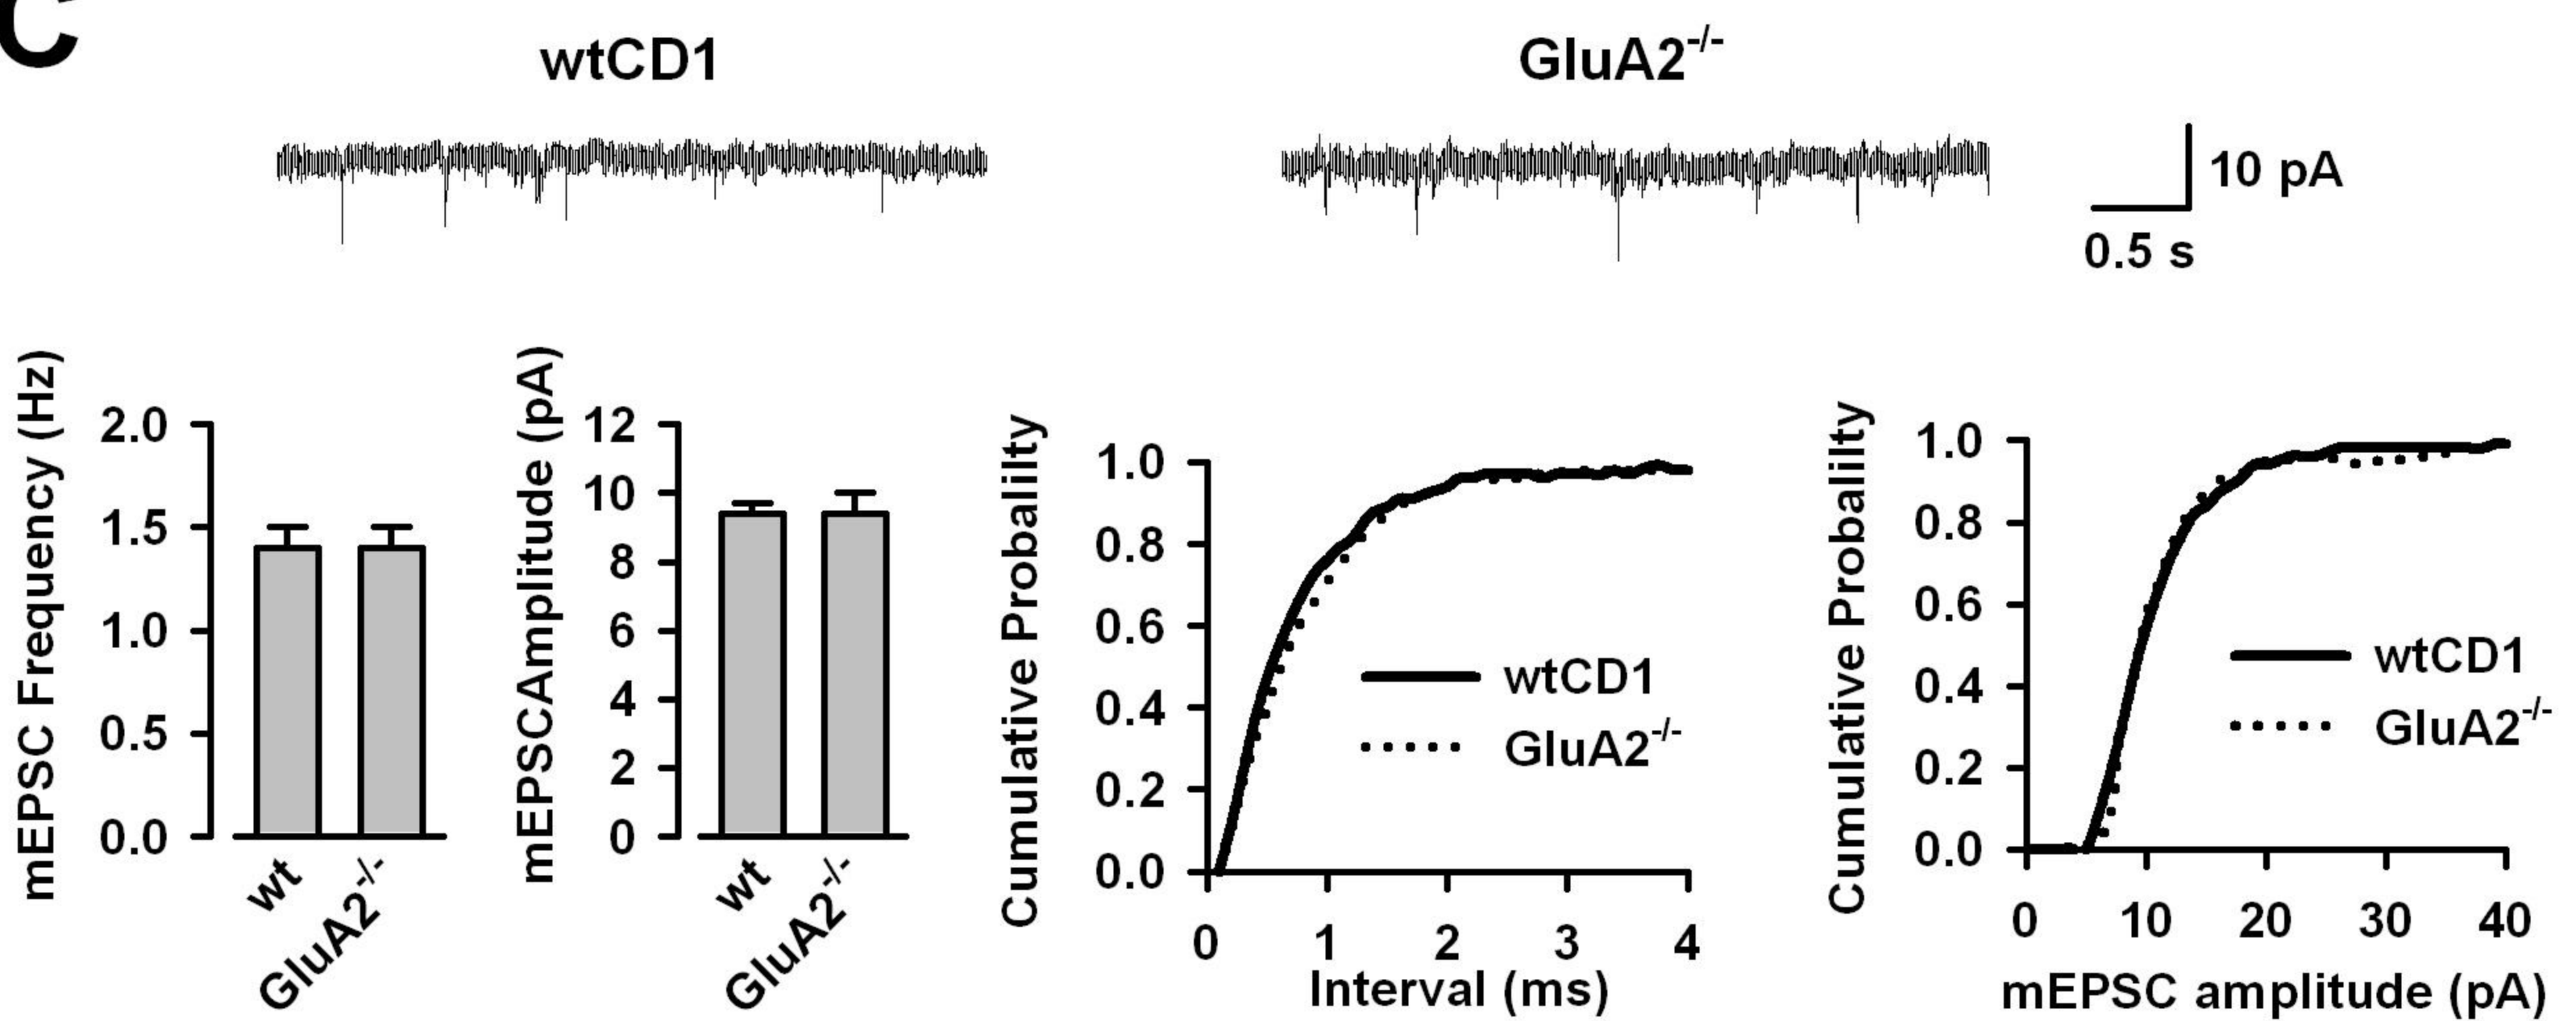 C
wtCD1
GluA2-/-
10 pA
0.5 s
mEPSC Frequency (Hz)
2.0
1.5
1.0
0.5
0.0
wt
GluA2-/-
mEPSCAmplitude (pA)
12
10
8
6
4
2
0
wt
GluA2-/-
Cumulative Probalilty
1.0
0.8
0.6
0.4
0.2
0.0
0 1 2 3 4
Interval (ms)
wtCD1
GluA2-/-
Cumulative Probalilty
1.0
0.8
0.6
0.4
0.2
0.0
0 10 20 30 40
mEPSC amplitude (pA)
wtCD1
GluA2-/-